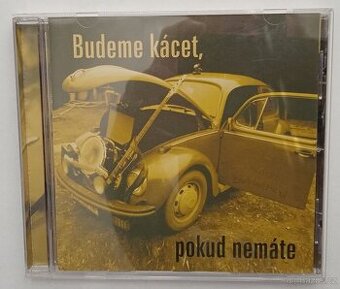 Budeme kácet,
pokud nemáte